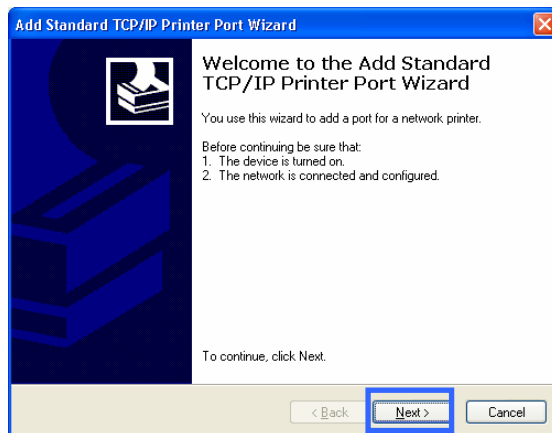 Add Standard TCP/IP Printer Port Wizard
Welcome to the Add Standard
TCP/IP Printer Port Wizard
You use this wizard to add a port for a network printer.
Before continuing be sure that:
1. The device is turned on.
2. The network is connected and configured.
To continue, click Next.
< Back
Next >
Cancel